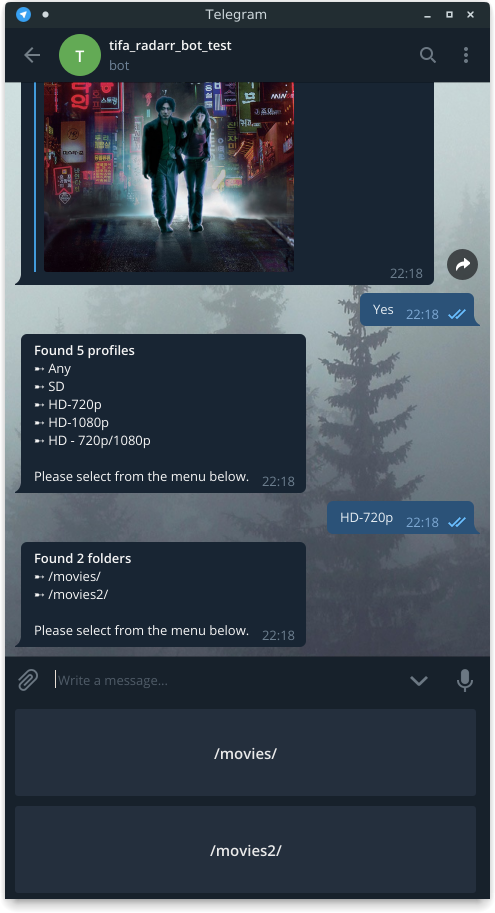 Telegram
T
tifa_radarr_bot_test
bot
22:18
Yes 22:18
Found 5 profiles
➸ Any
➸ SD
➸ HD-720p
➸ HD-1080p
➸ HD - 720p/1080p
Please select from the menu below. 22:18
HD-720p 22:18
Found 2 folders
➸ /movies/
➸ /movies2/
Please select from the menu below. 22:18
Write a message...
/movies/
/movies2/